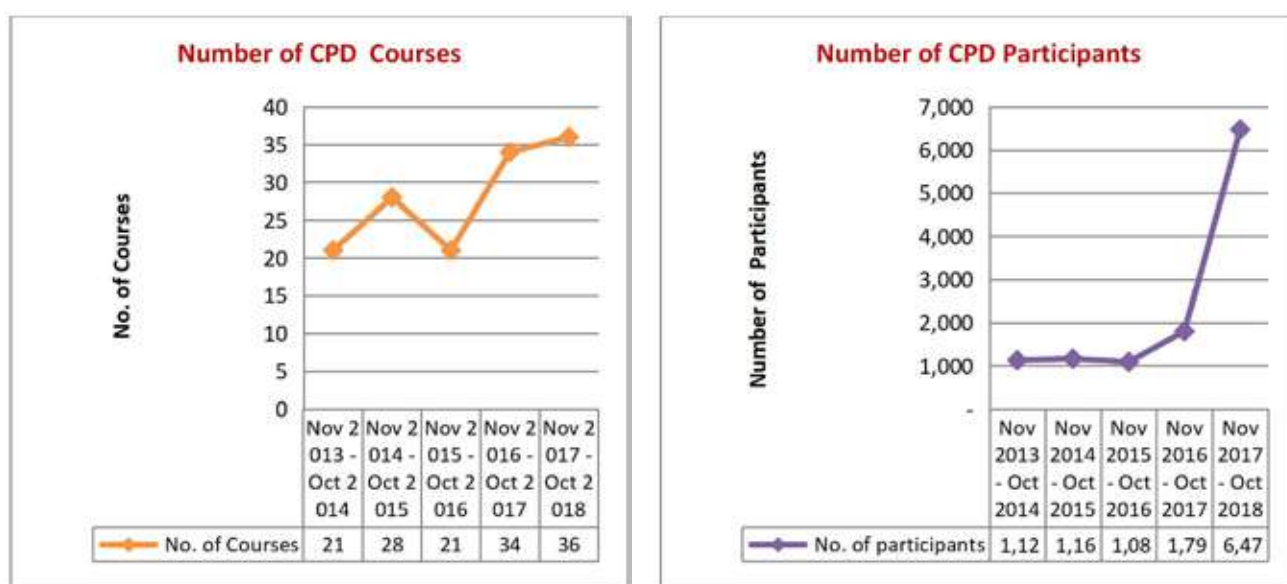 Number of CPD Courses
No. of Courses
40
35
30
25
20
15
10
5
0
Nov 2 Nov 2 Nov 2 Nov 2 Nov 2
013 - 014 - 015 - 016 - 017 -
Oct 2 Oct 2 Oct 2 Oct 2 Oct 2
014 015 016 017 018
No. of Courses 21 28 21 34 36
Number of CPD Participants
Number of Participants
7,000
6,000
5,000
4,000
3,000
2,000
1,000
-
Nov Nov Nov Nov Nov
2013 2014 2015 2016 2017
- Oct - Oct - Oct - Oct - Oct
2014 2015 2016 2017 2018
No. of participants 1,12 1,16 1,08 1,79 6,47